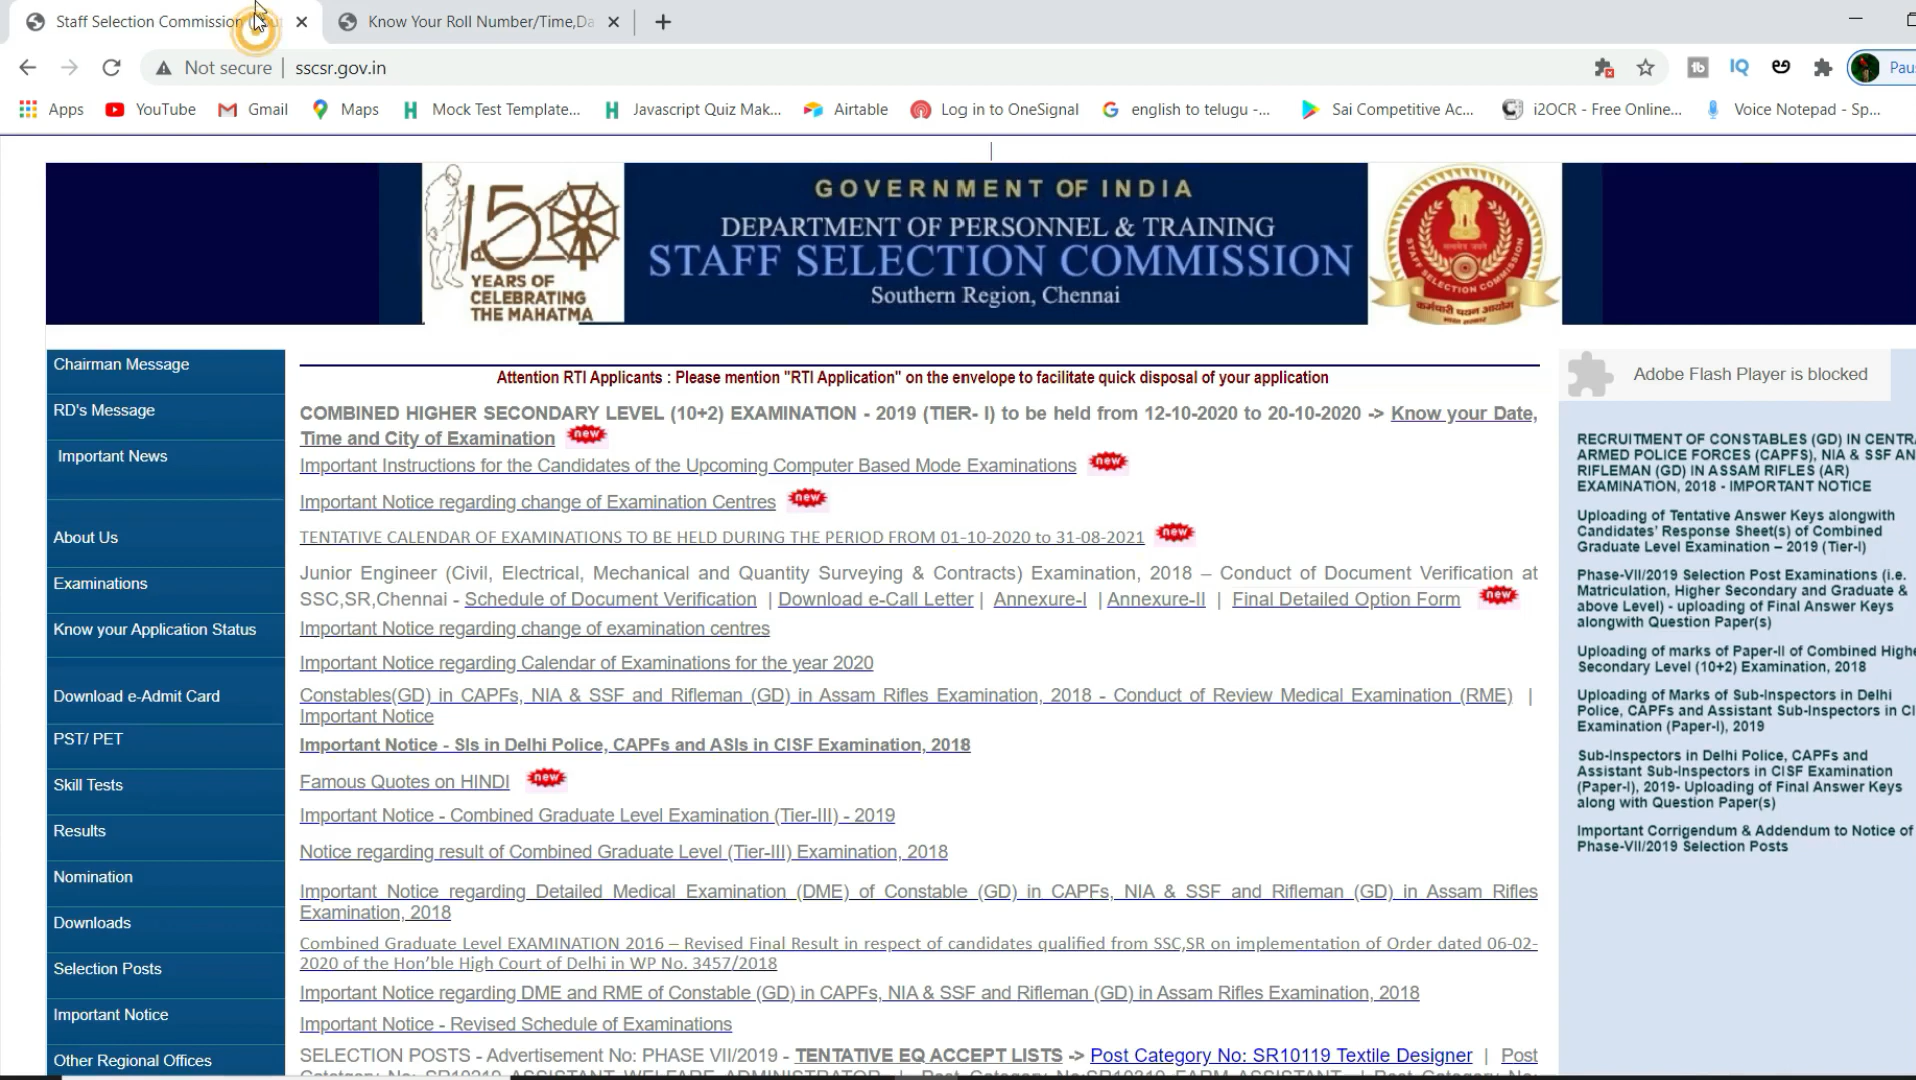 Staff Selection Commission
Know Your Roll Number/Time,Da
Not secure | sscsr.gov.in
Paus
Apps YouTube Gmail Maps Mock Test Template... Javascript Quiz Mak... Airtable Log in to OneSignal english to telugu -... Sai Competitive Ac... i2OCR - Free Online... Voice Notepad - Sp...
150
YEARS OF
CELEBRATING
THE MAHATMA
GOVERNMENT OF INDIA
DEPARTMENT OF PERSONNEL & TRAINING
STAFF SELECTION COMMISSION
Southern Region, Chennai
STAFF SELECTION COMMISSION
सत्यमेव जयते
कर्मचारी चयन आयोग
Chairman Message
RD's Message
Important News
About Us
Examinations
Know your Application Status
Download e-Admit Card
PST/ PET
Skill Tests
Results
Nomination
Downloads
Selection Posts
Important Notice
Other Regional Offices
Attention RTI Applicants : Please mention "RTI Application" on the envelope to facilitate quick disposal of your application
COMBINED HIGHER SECONDARY LEVEL (10+2) EXAMINATION - 2019 (TIER- I) to be held from 12-10-2020 to 20-10-2020 -> Know your Date,
Time and City of Examination new
Important Instructions for the Candidates of the Upcoming Computer Based Mode Examinations new
Important Notice regarding change of Examination Centres new
TENTATIVE CALENDAR OF EXAMINATIONS TO BE HELD DURING THE PERIOD FROM 01-10-2020 to 31-08-2021 new
Junior Engineer (Civil, Electrical, Mechanical and Quantity Surveying & Contracts) Examination, 2018 – Conduct of Document Verification at
SSC,SR,Chennai - Schedule of Document Verification | Download e-Call Letter | Annexure-I | Annexure-II | Final Detailed Option Form new
Important Notice regarding change of examination centres
Important Notice regarding Calendar of Examinations for the year 2020
Constables(GD) in CAPFs, NIA & SSF and Rifleman (GD) in Assam Rifles Examination, 2018 - Conduct of Review Medical Examination (RME) |
Important Notice
Important Notice - SIs in Delhi Police, CAPFs and ASIs in CISF Examination, 2018
Famous Quotes on HINDI new
Important Notice - Combined Graduate Level Examination (Tier-III) - 2019
Notice regarding result of Combined Graduate Level (Tier-III) Examination, 2018
Important Notice regarding Detailed Medical Examination (DME) of Constable (GD) in CAPFs, NIA & SSF and Rifleman (GD) in Assam Rifles
Examination, 2018
Combined Graduate Level EXAMINATION 2016 – Revised Final Result in respect of candidates qualified from SSC,SR on implementation of Order dated 06-02-
2020 of the Hon'ble High Court of Delhi in WP No. 3457/2018
Important Notice regarding DME and RME of Constable (GD) in CAPFs, NIA & SSF and Rifleman (GD) in Assam Rifles Examination, 2018
Important Notice - Revised Schedule of Examinations
SELECTION POSTS - Advertisement No: PHASE VII/2019 - TENTATIVE EQ ACCEPT LISTS -> Post Category No: SR10119 Textile Designer | Post
Adobe Flash Player is blocked
RECRUITMENT OF CONSTABLES (GD) IN CENTRA
ARMED POLICE FORCES (CAPFS), NIA & SSF AN
RIFLEMAN (GD) IN ASSAM RIFLES (AR)
EXAMINATION, 2018 - IMPORTANT NOTICE
Uploading of Tentative Answer Keys alongwith
Candidates' Response Sheet(s) of Combined
Graduate Level Examination – 2019 (Tier-I)
Phase-VII/2019 Selection Post Examinations (i.e.
Matriculation, Higher Secondary and Graduate &
above Level) - uploading of Final Answer Keys
alongwith Question Paper(s)
Uploading of marks of Paper-II of Combined Highe
Secondary Level (10+2) Examination, 2018
Uploading of Marks of Sub-Inspectors in Delhi
Police, CAPFs and Assistant Sub-Inspectors in CI
Examination (Paper-I), 2019
Sub-Inspectors in Delhi Police, CAPFs and
Assistant Sub-Inspectors in CISF Examination
(Paper-I), 2019- Uploading of Final Answer Keys
along with Question Paper(s)
Important Corrigendum & Addendum to Notice of
Phase-VII/2019 Selection Posts